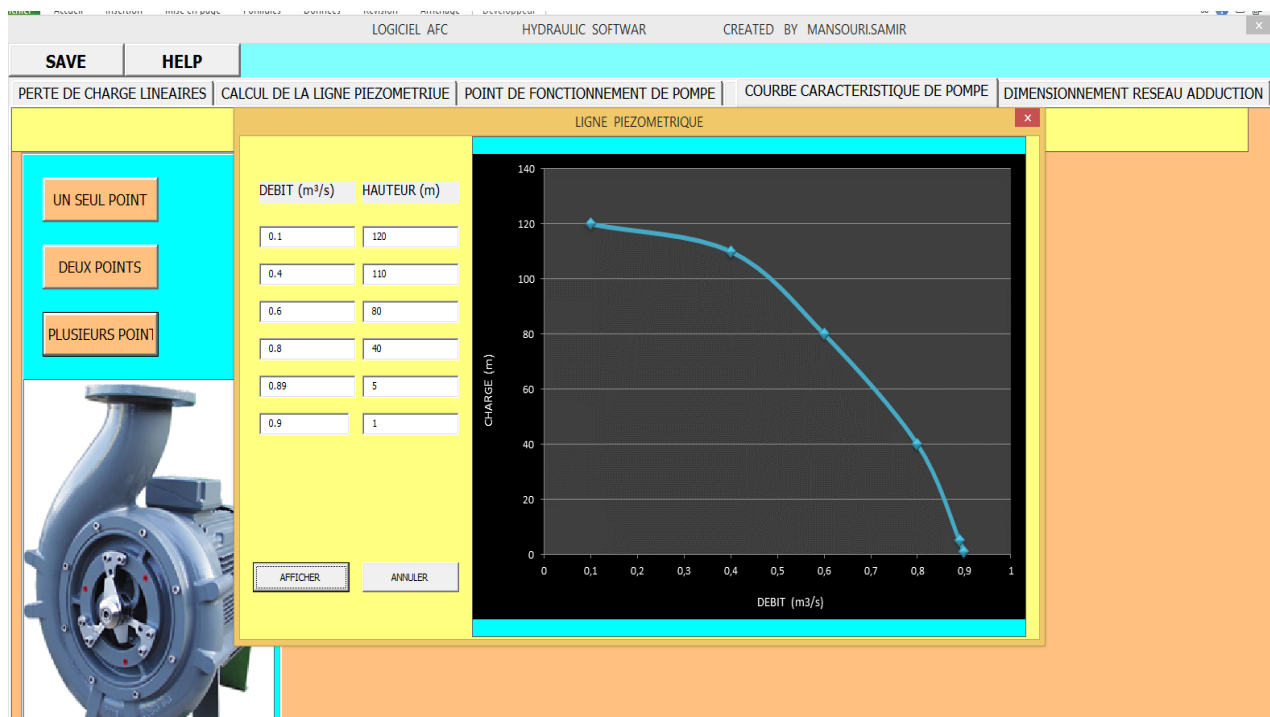 LOGICIEL AFC HYDRAULIC SOFTWAR CREATED BY MANSOURI.SAMIR
SAVE HELP
PERTE DE CHARGE LINEAIRES CALCUL DE LA LIGNE PIEZOMETRIUE POINT DE FONCTIONNEMENT DE POMPE COURBE CARACTERISTIQUE DE POMPE DIMENSIONNEMENT RESEAU ADDUCTION
LIGNE PIEZOMETRIQUE
UN SEUL POINT
DEUX POINTS
PLUSIEURS POINT
DEBIT (m³/s) HAUTEUR (m)
0.1 120
0.4 110
0.6 80
0.8 40
0.89 5
0.9 1
AFFICHER ANNULER
140
120
100
80
60
40
20
0
CHARGE (m)
0 0,1 0,2 0,3 0,4 0,5 0,6 0,7 0,8 0,9 1
DEBIT (m3/s)